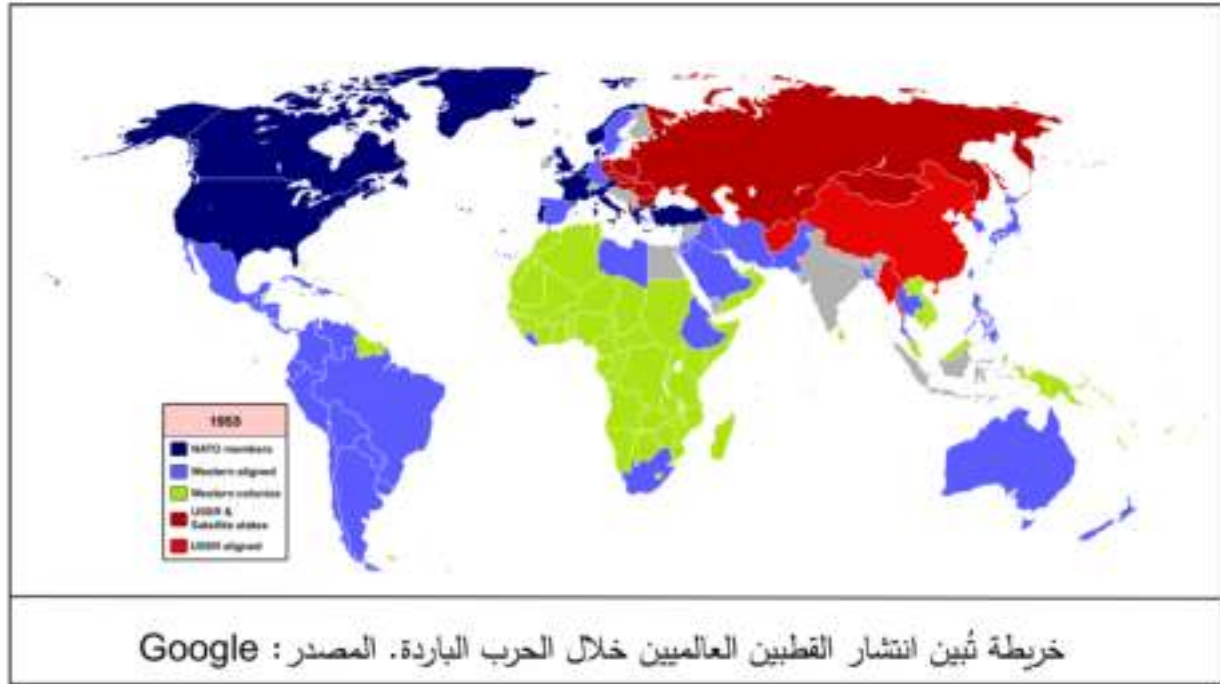 1953
NATO members
Western aligned
Western colonies
USSR &
Satellite states
USSR aligned
خريطة تُبين انتشار القطبين العالميين خلال الحرب الباردة. المصدر : Google